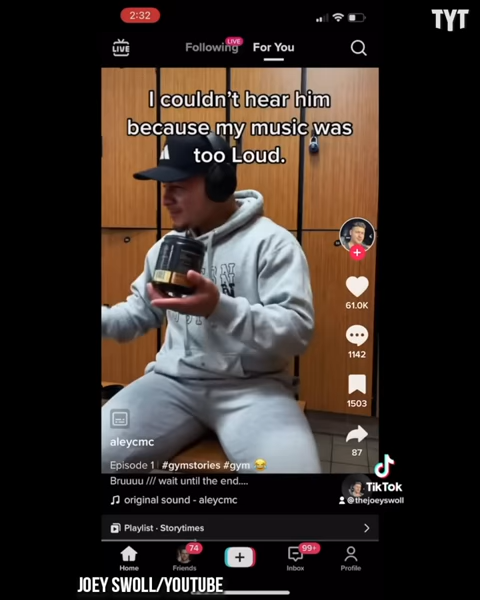 2:32
TYT
LIVE
Following
LIVE
For You
I couldn't hear him
because my music was
too Loud.
61.0K
1142
1503
87
aleycmc
Episode 1 | #gymstories #gym 😂
Bruuuu /// wait until the end....
original sound - aleycmc
TikTok
@thejoeyswoll
Playlist · Storytimes
Home
74
Friends
99+
Inbox
Profile
JOEY SWOLL/YOUTUBE